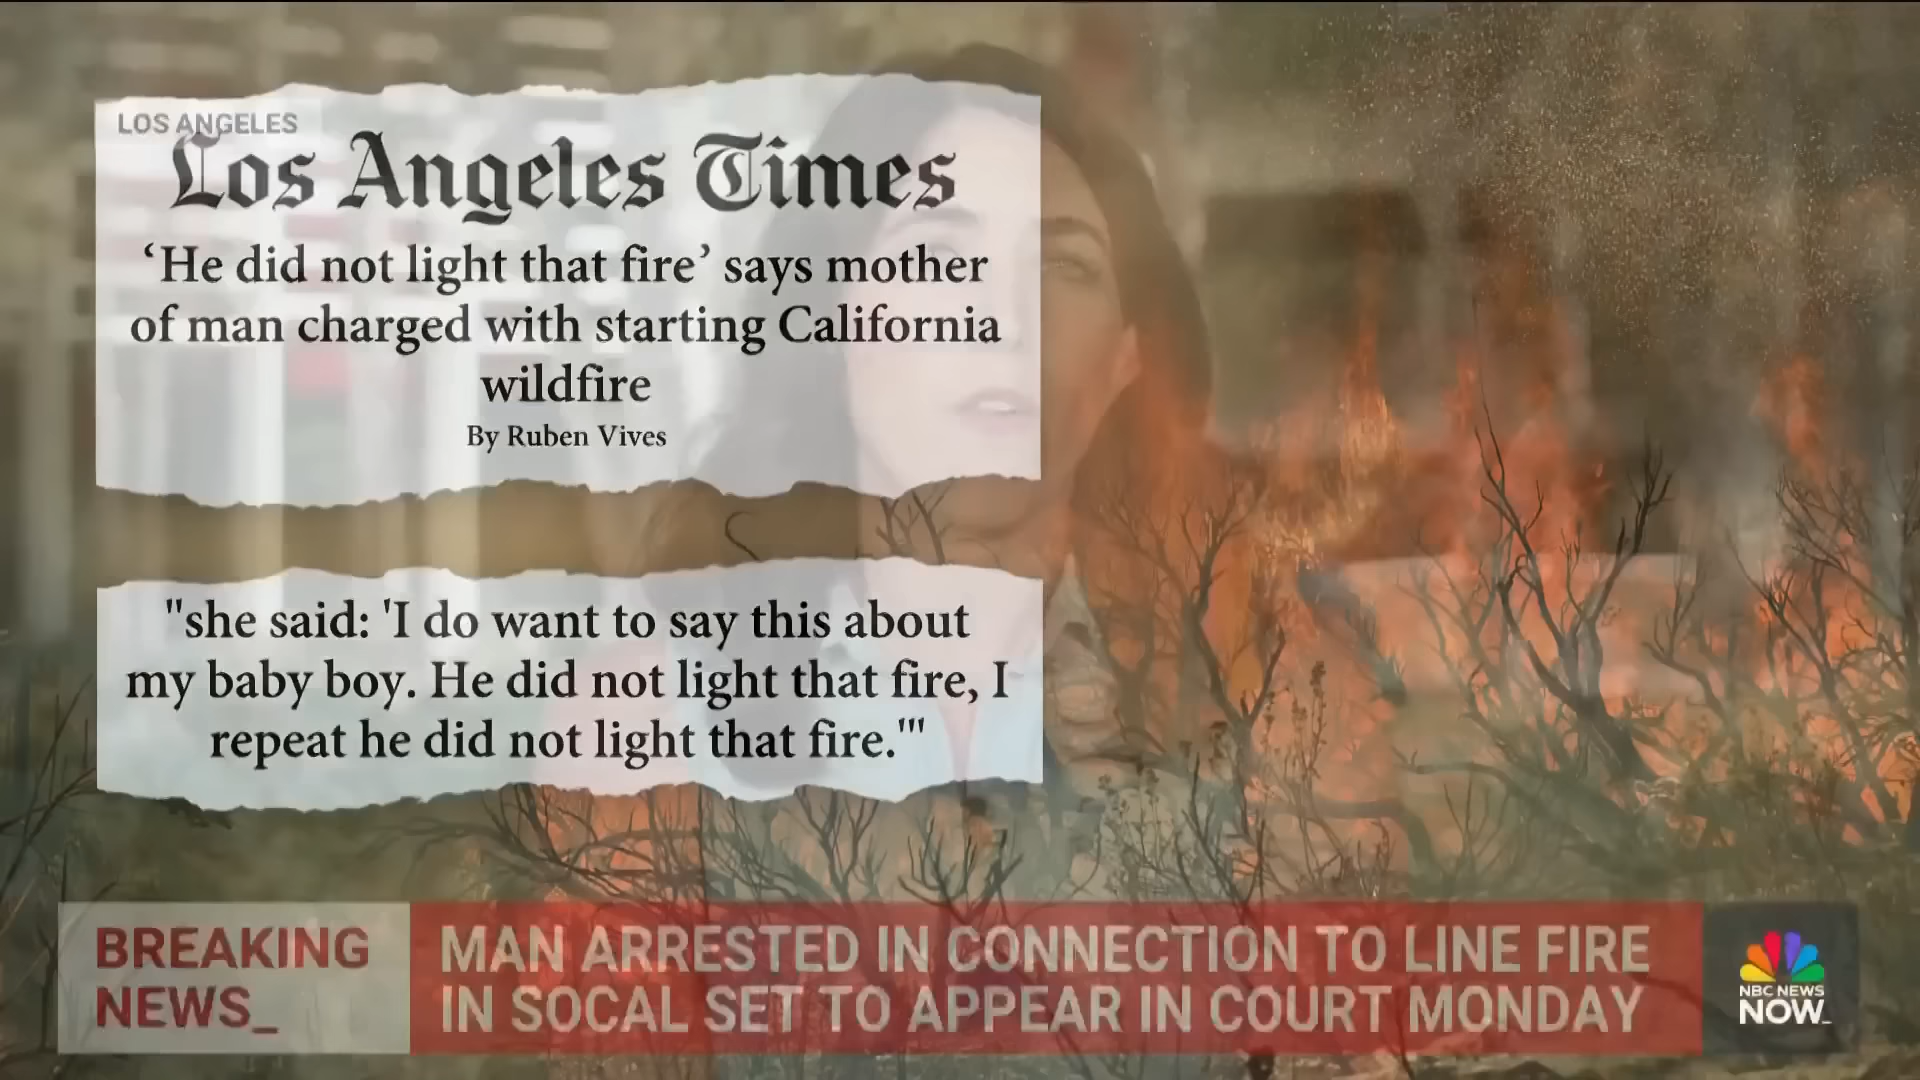 LOS ANGELES
Los Angeles Times
‘He did not light that fire’ says mother
of man charged with starting California
wildfire
By Ruben Vives
"she said: 'I do want to say this about
my baby boy. He did not light that fire, I
repeat he did not light that fire.'"
BREAKING
NEWS_
MAN ARRESTED IN CONNECTION TO LINE FIRE
IN SOCAL SET TO APPEAR IN COURT MONDAY
NBC NEWS
NOW_